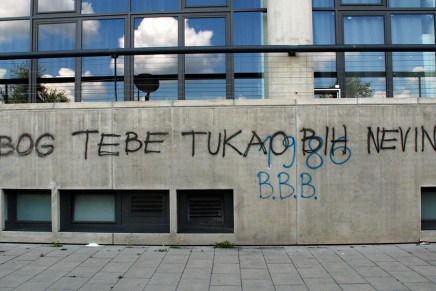 BOG TEBE TUKAO BIH NEVIN
1986
B.B.B.